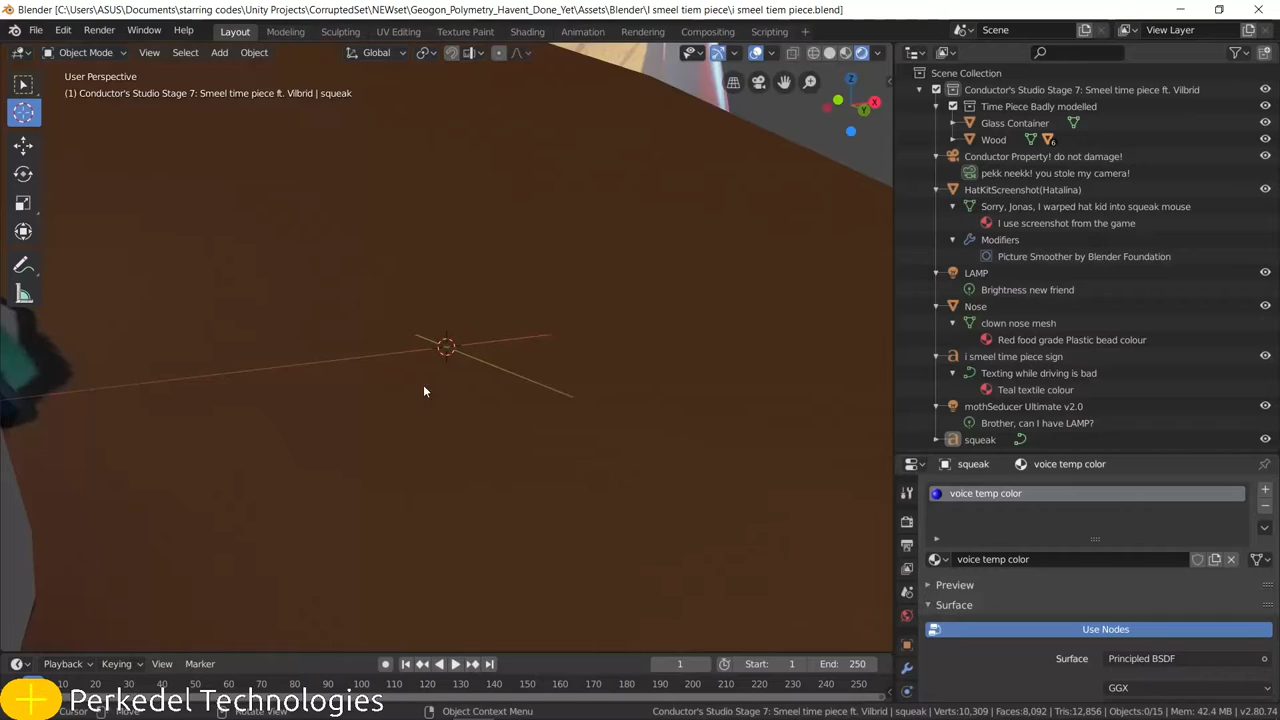 Blender [C:\Users\ASUS\Documents\starring codes\Unity Projects\CorruptedSet\NEWset\Geogon_Polymetry_Havent_Done_Yet\Assets\Blender\I smeel tiem piece\i smeel tiem piece.blend]
File Edit Render Window Help Layout Modeling Sculpting UV Editing Texture Paint Shading Animation Rendering Compositing Scripting + Scene View Layer
Object Mode View Select Add Object Global
User Perspective
(1) Conductor's Studio Stage 7: Smeel time piece ft. Vilbrid | squeak
Z
X
Y
Scene Collection
Conductor's Studio Stage 7: Smeel time piece ft. Vilbrid
Time Piece Badly modelled
Glass Container
Wood 6
Conductor Property! do not damage!
pekk neekk! you stole my camera!
HatKitScreenshot(Hatalina)
Sorry, Jonas, I warped hat kid into squeak mouse
I use screenshot from the game
Modifiers
Picture Smoother by Blender Foundation
LAMP
Brightness new friend
Nose
clown nose mesh
Red food grade Plastic bead colour
i smeel time piece sign
Texting while driving is bad
Teal textile colour
mothSeducer Ultimate v2.0
Brother, can I have LAMP?
squeak
squeak voice temp color
voice temp color
voice temp color
Preview
Surface
Use Nodes
Surface Principled BSDF
GGX
Playback Keying View Marker 1 Start: 1 End: 250
20 30 40 50 60 70 80 90 100 110 120 130 140 150 160 170 180 190 200 210 220 230 240 250
Perkedel Technologies
Object Context Menu
Conductor's Studio Stage 7: Smeel time piece ft. Vilbrid | squeak | Verts:10,309 | Faces:8,092 | Tris:12,856 | Objects:0/15 | Mem: 42.4 MB | v2.80.74